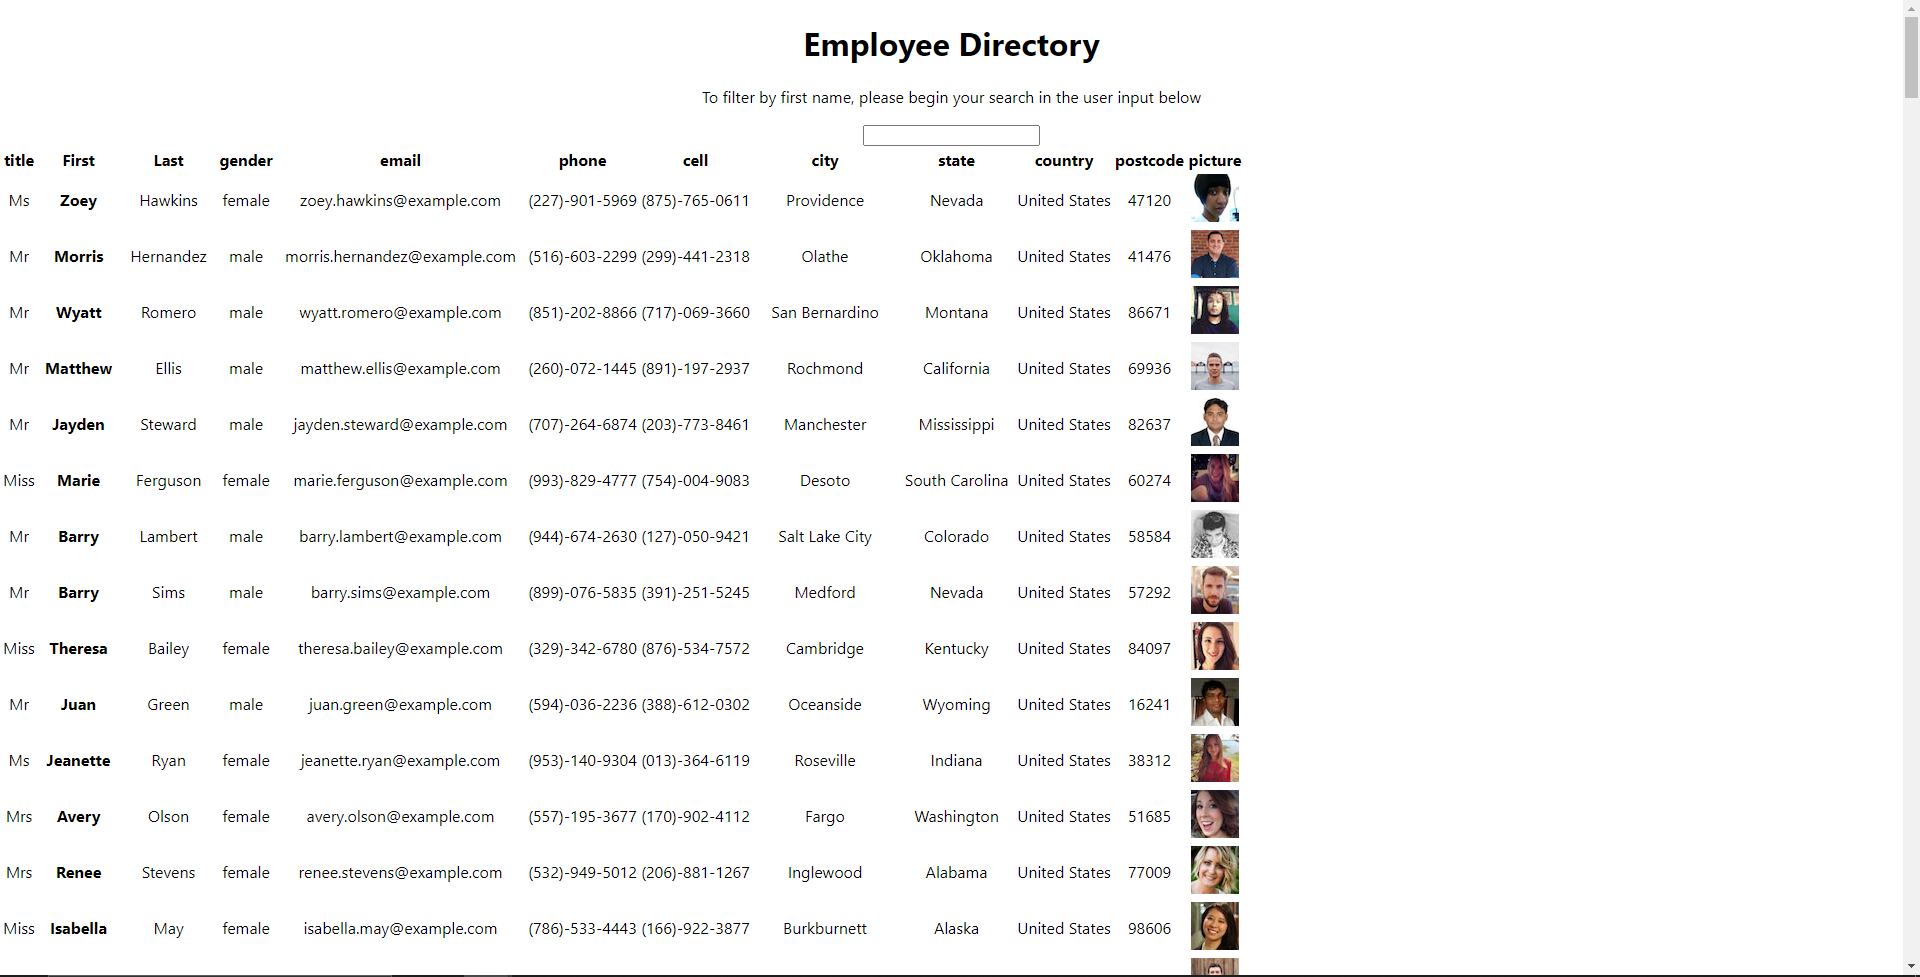 Employee Directory
To filter by first name, please begin your search in the user input below
title First Last gender email phone cell city state country postcode picture
Ms Zoey Hawkins female zoey.hawkins@example.com (227)-901-5969 (875)-765-0611 Providence Nevada United States 47120
Mr Morris Hernandez male morris.hernandez@example.com (516)-603-2299 (299)-441-2318 Olathe Oklahoma United States 41476
Mr Wyatt Romero male wyatt.romero@example.com (851)-202-8866 (717)-069-3660 San Bernardino Montana United States 86671
Mr Matthew Ellis male matthew.ellis@example.com (260)-072-1445 (891)-197-2937 Rochmond California United States 69936
Mr Jayden Steward male jayden.steward@example.com (707)-264-6874 (203)-773-8461 Manchester Mississippi United States 82637
Miss Marie Ferguson female marie.ferguson@example.com (993)-829-4777 (754)-004-9083 Desoto South Carolina United States 60274
Mr Barry Lambert male barry.lambert@example.com (944)-674-2630 (127)-050-9421 Salt Lake City Colorado United States 58584
Mr Barry Sims male barry.sims@example.com (899)-076-5835 (391)-251-5245 Medford Nevada United States 57292
Miss Theresa Bailey female theresa.bailey@example.com (329)-342-6780 (876)-534-7572 Cambridge Kentucky United States 84097
Mr Juan Green male juan.green@example.com (594)-036-2236 (388)-612-0302 Oceanside Wyoming United States 16241
Ms Jeanette Ryan female jeanette.ryan@example.com (953)-140-9304 (013)-364-6119 Roseville Indiana United States 38312
Mrs Avery Olson female avery.olson@example.com (557)-195-3677 (170)-902-4112 Fargo Washington United States 51685
Mrs Renee Stevens female renee.stevens@example.com (532)-949-5012 (206)-881-1267 Inglewood Alabama United States 77009
Miss Isabella May female isabella.may@example.com (786)-533-4443 (166)-922-3877 Burkburnett Alaska United States 98606